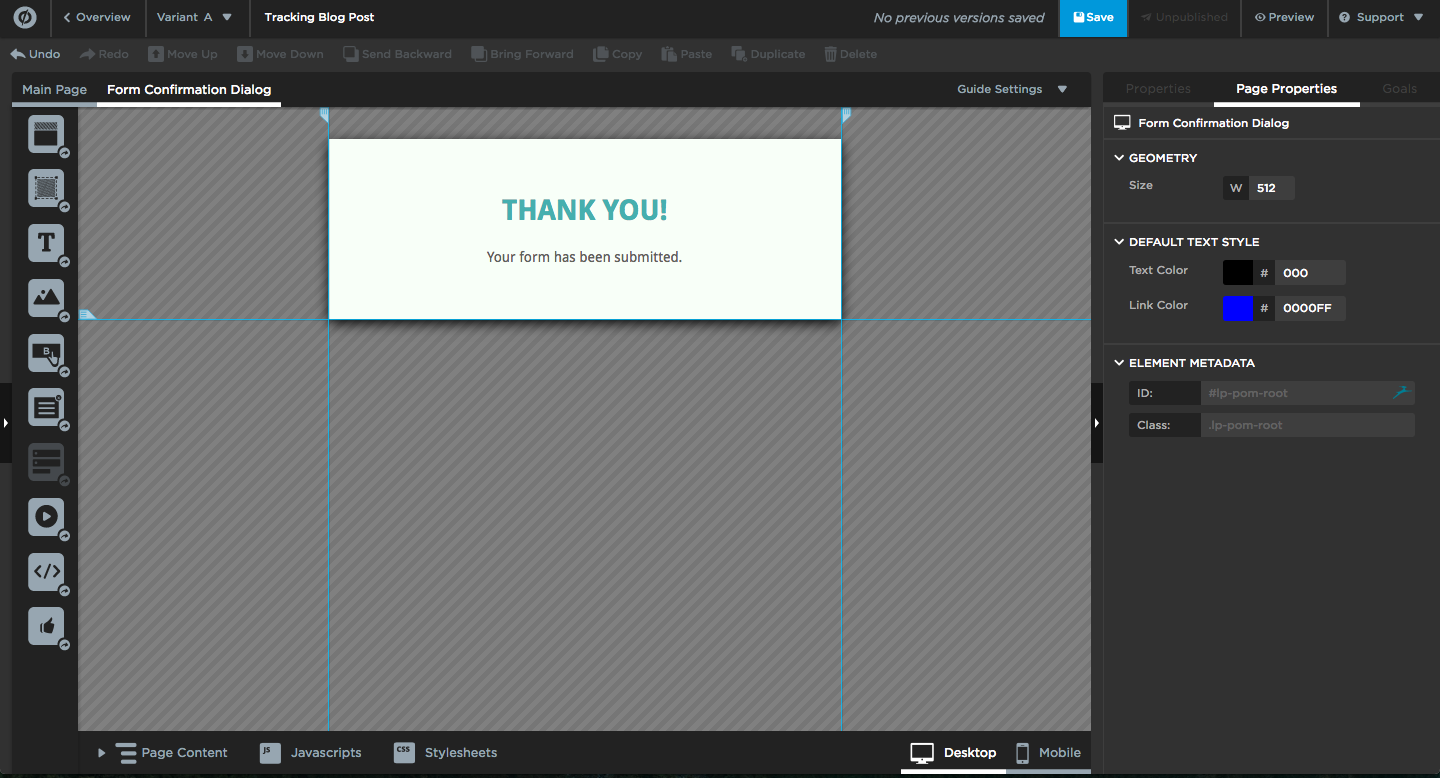 Overview
Variant A
Tracking Blog Post
No previous versions saved
Save
Unpublished
Preview
Support
Undo
Redo
Move Up
Move Down
Send Backward
Bring Forward
Copy
Paste
Duplicate
Delete
Main Page
Form Confirmation Dialog
Guide Settings
Properties
Page Properties
Goals
Form Confirmation Dialog
GEOMETRY
Size
W 512
DEFAULT TEXT STYLE
Text Color
# 000
Link Color
# 0000FF
ELEMENT METADATA
ID: #lp-pom-root
Class: .lp-pom-root
T
B
THANK YOU!
Your form has been submitted.
Page Content
JS Javascripts
CSS Stylesheets
Desktop
Mobile